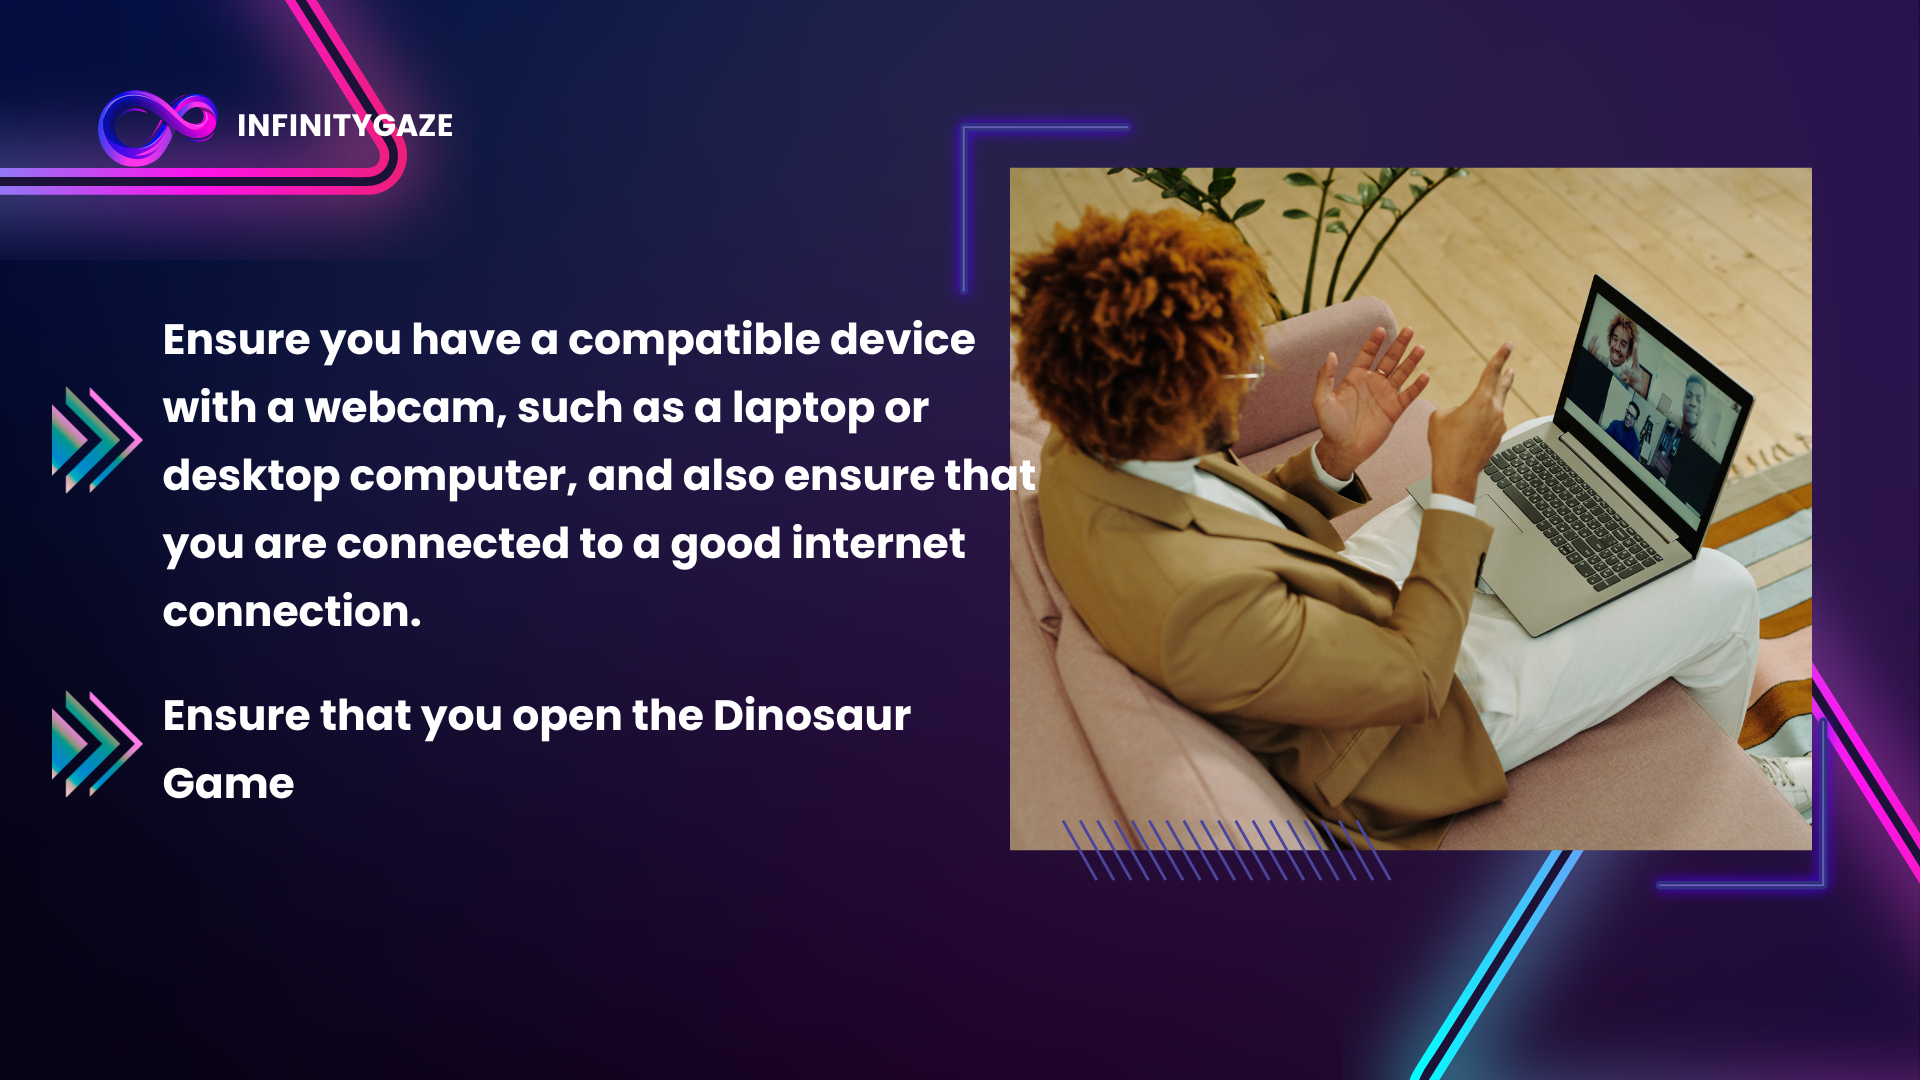 INFINITYGAZE
Ensure you have a compatible device
with a webcam, such as a laptop or
desktop computer, and also ensure that
you are connected to a good internet
connection.
Ensure that you open the Dinosaur
Game